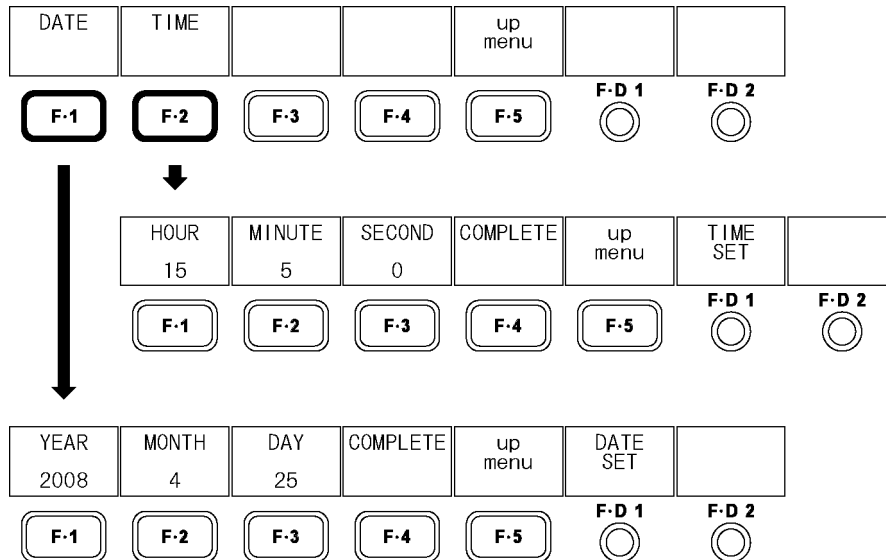 DATE TIME up menu
F·D 1 F·D 2
F·1 F·2 F·3 F·4 F·5
HOUR MINUTE SECOND COMPLETE up menu TIME SET
15 5 0
F·D 1 F·D 2
F·1 F·2 F·3 F·4 F·5
YEAR MONTH DAY COMPLETE up menu DATE SET
2008 4 25
F·D 1 F·D 2
F·1 F·2 F·3 F·4 F·5